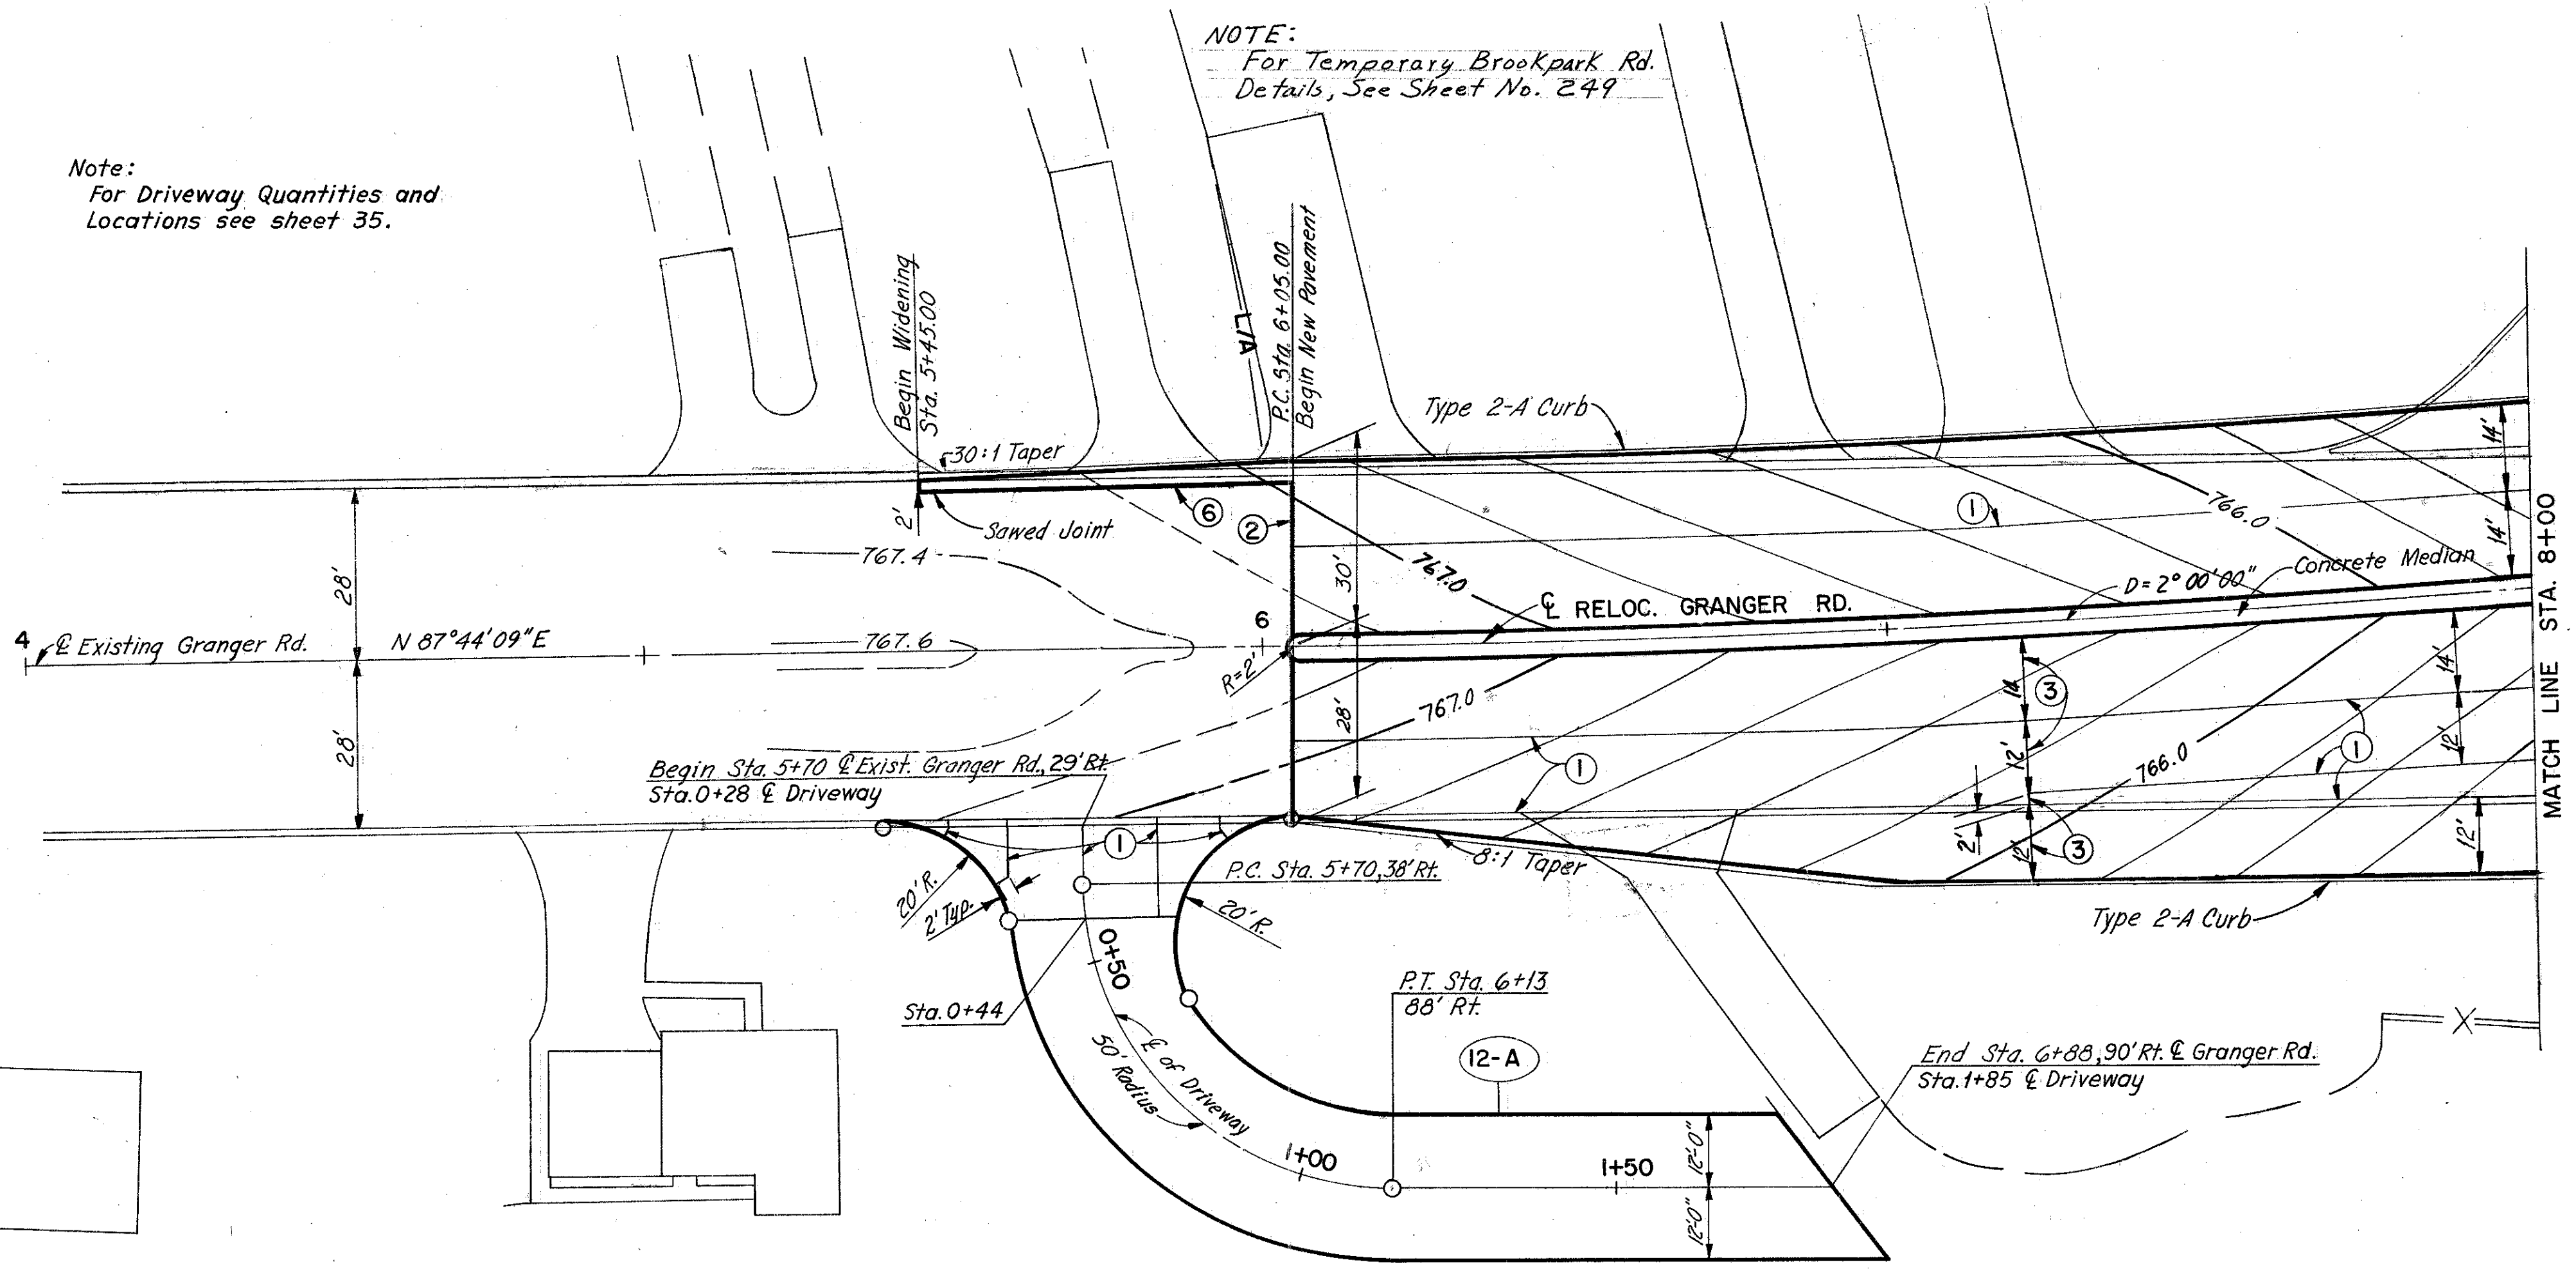 NOTE:
For Temporary Brookpark Rd.
Details, See Sheet No. 249
Note:
For Driveway Quantities and
Locations see sheet 35.
Begin Widening
Sta. 5+45.00
P.C. Sta. 6+05.00
Begin New Pavement
L/A
30:1 Taper
Type 2-A Curb
2'
Sawed Joint
6
2
1
14'
14'
766.0
767.4
28'
30'
767.0
℄ RELOC. GRANGER RD.
D=2°00'00"
Concrete Median
MATCH LINE STA. 8+00
4
℄ Existing Granger Rd.
N 87°44'09"E
767.6
6
R=2'
28'
28'
767.0
14
3
12'
14'
12'
1
1
766.0
2'
12'
3
12'
Begin Sta. 5+70 ℄ Exist. Granger Rd., 29' Rt.
Sta. 0+28 ℄ Driveway
1
8:1 Taper
P.C. Sta. 5+70, 38' Rt.
20' R.
2' Typ.
20' R.
Type 2-A Curb
0+50
Sta. 0+44
P.T. Sta. 6+13
88' Rt.
℄ of Driveway
50' Radius
12-A
End Sta. 6+88, 90' Rt. ℄ Granger Rd.
Sta. 1+85 ℄ Driveway
X
1+00
1+50
12'-0"
12'-0"